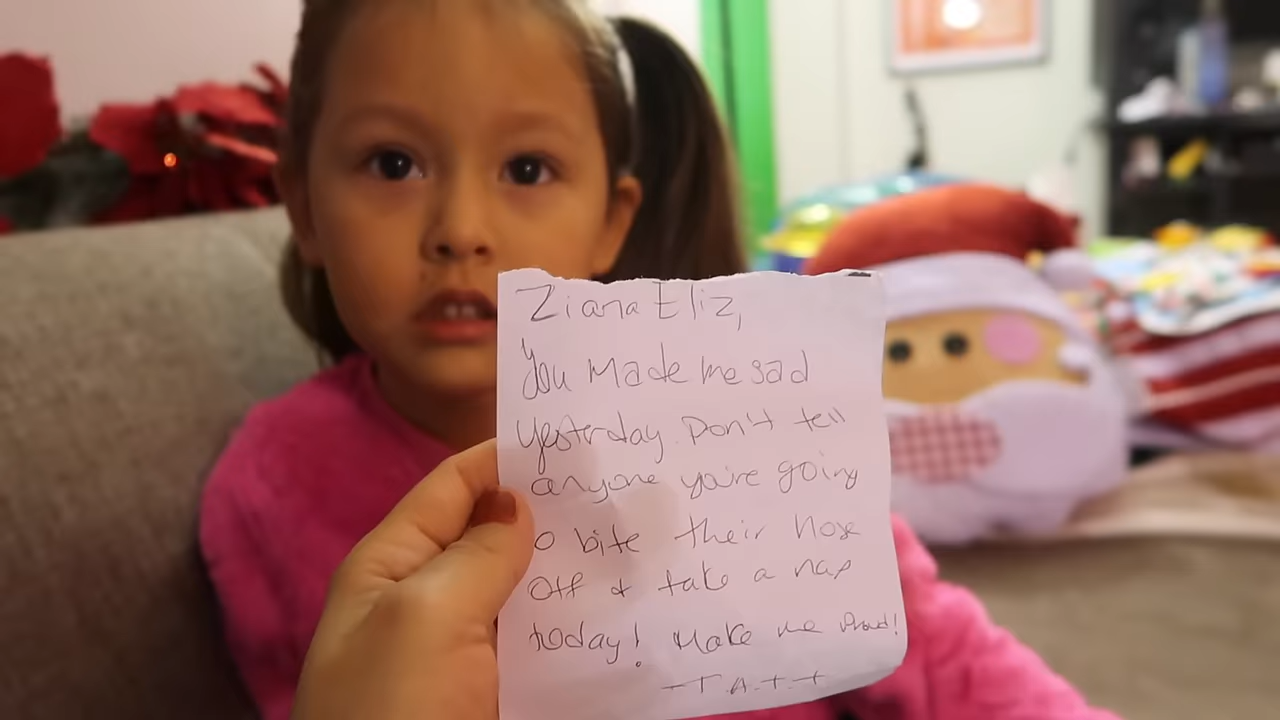 Ziana Eliz,
You made me sad
yesterday. Don't tell
anyone you're going
o bite their nose
off & take a nap
today! Make me Proud!
- T.A.T.T